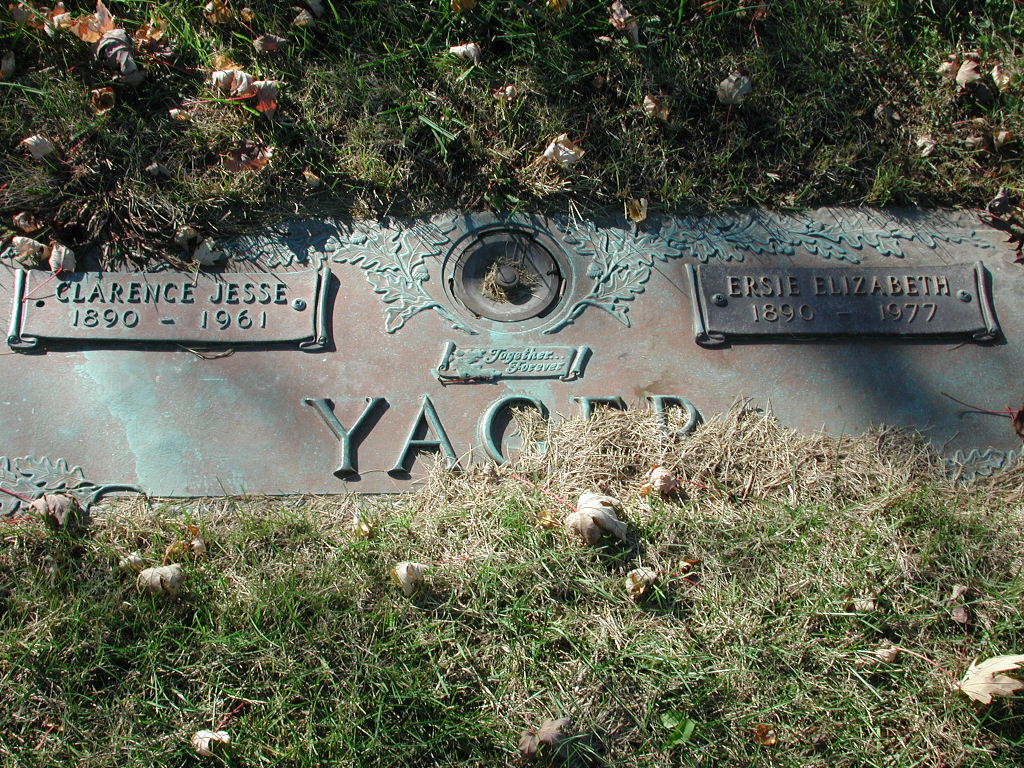 CLARENCE JESSE
1890 - 1961
ERSIE ELIZABETH
1890 - 1977
Together...
Forever
YAGER